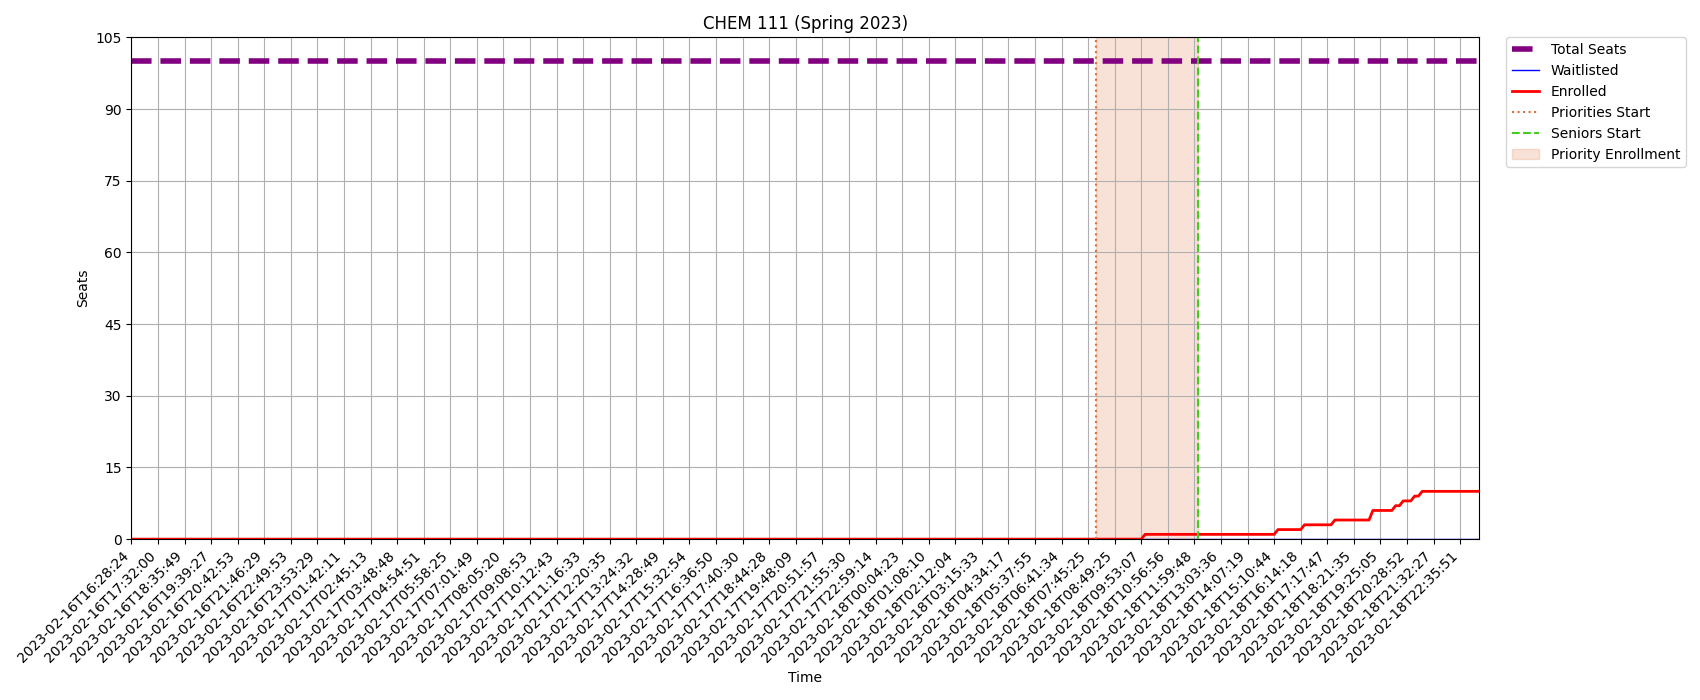 CHEM 111 (Spring 2023)
105
90
75
60
45
30
15
0
Seats
2023-02-16T16:28:24
2023-02-16T17:32:00
2023-02-16T18:35:49
2023-02-16T19:39:27
2023-02-16T20:42:53
2023-02-16T21:46:29
2023-02-16T22:49:53
2023-02-16T23:53:29
2023-02-17T01:42:11
2023-02-17T02:45:13
2023-02-17T03:48:48
2023-02-17T04:54:51
2023-02-17T05:58:25
2023-02-17T07:01:49
2023-02-17T08:05:20
2023-02-17T09:08:53
2023-02-17T10:12:43
2023-02-17T11:16:33
2023-02-17T12:20:35
2023-02-17T13:24:32
2023-02-17T14:28:49
2023-02-17T15:32:54
2023-02-17T16:36:50
2023-02-17T17:40:30
2023-02-17T18:44:28
2023-02-17T19:48:09
2023-02-17T20:51:57
2023-02-17T21:55:30
2023-02-17T22:59:14
2023-02-18T00:04:23
2023-02-18T01:08:10
2023-02-18T02:12:04
2023-02-18T03:15:33
2023-02-18T04:34:17
2023-02-18T05:37:55
2023-02-18T06:41:34
2023-02-18T07:45:25
2023-02-18T08:49:25
2023-02-18T09:53:07
2023-02-18T10:56:56
2023-02-18T11:59:48
2023-02-18T13:03:36
2023-02-18T14:07:19
2023-02-18T15:10:44
2023-02-18T16:14:18
2023-02-18T17:17:47
2023-02-18T18:21:35
2023-02-18T19:25:05
2023-02-18T20:28:52
2023-02-18T21:32:27
2023-02-18T22:35:51
Time
Total Seats
Waitlisted
Enrolled
Priorities Start
Seniors Start
Priority Enrollment